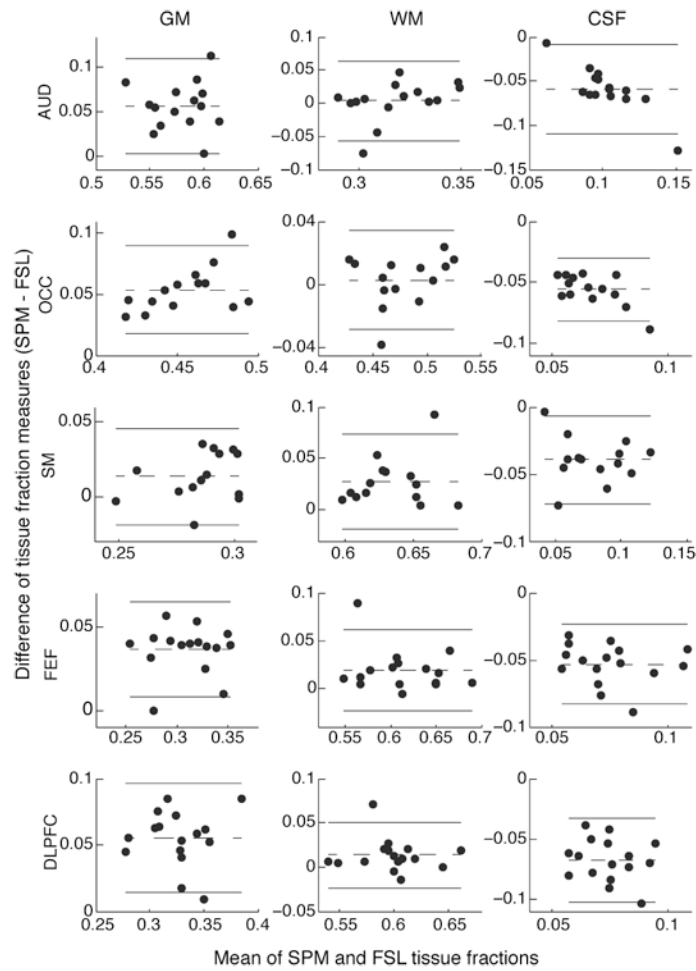 GM WM CSF
Difference of tissue fraction measures (SPM - FSL)
AUD
0.1 0.05 0
0.5 0.55 0.6 0.65
0.1 0.05 0 −0.05 −0.1
0.3 0.35
0 −0.05 −0.1 −0.15
0.05 0.1 0.15
OCC
0.1 0.05 0
0.4 0.45 0.5
0.04 0 −0.04
0.4 0.45 0.5 0.55
0 −0.05 −0.1
0.05 0.1
SM
0.05 0
0.25 0.3
0.1 0.05 0
0.6 0.65 0.7
0 −0.05 −0.1
0.05 0.1 0.15
FEF
0.05 0
0.25 0.3 0.35
0.1 0.05 0
0.5 0.55 0.6 0.65 0.7
0 −0.05 −0.1
0.05 0.1
DLPFC
0.1 0.05 0
0.25 0.3 0.35 0.4
0.1 0.05 0 −0.05
0.55 0.6 0.65
0 −0.05 −0.1
0.05 0.1
Mean of SPM and FSL tissue fractions